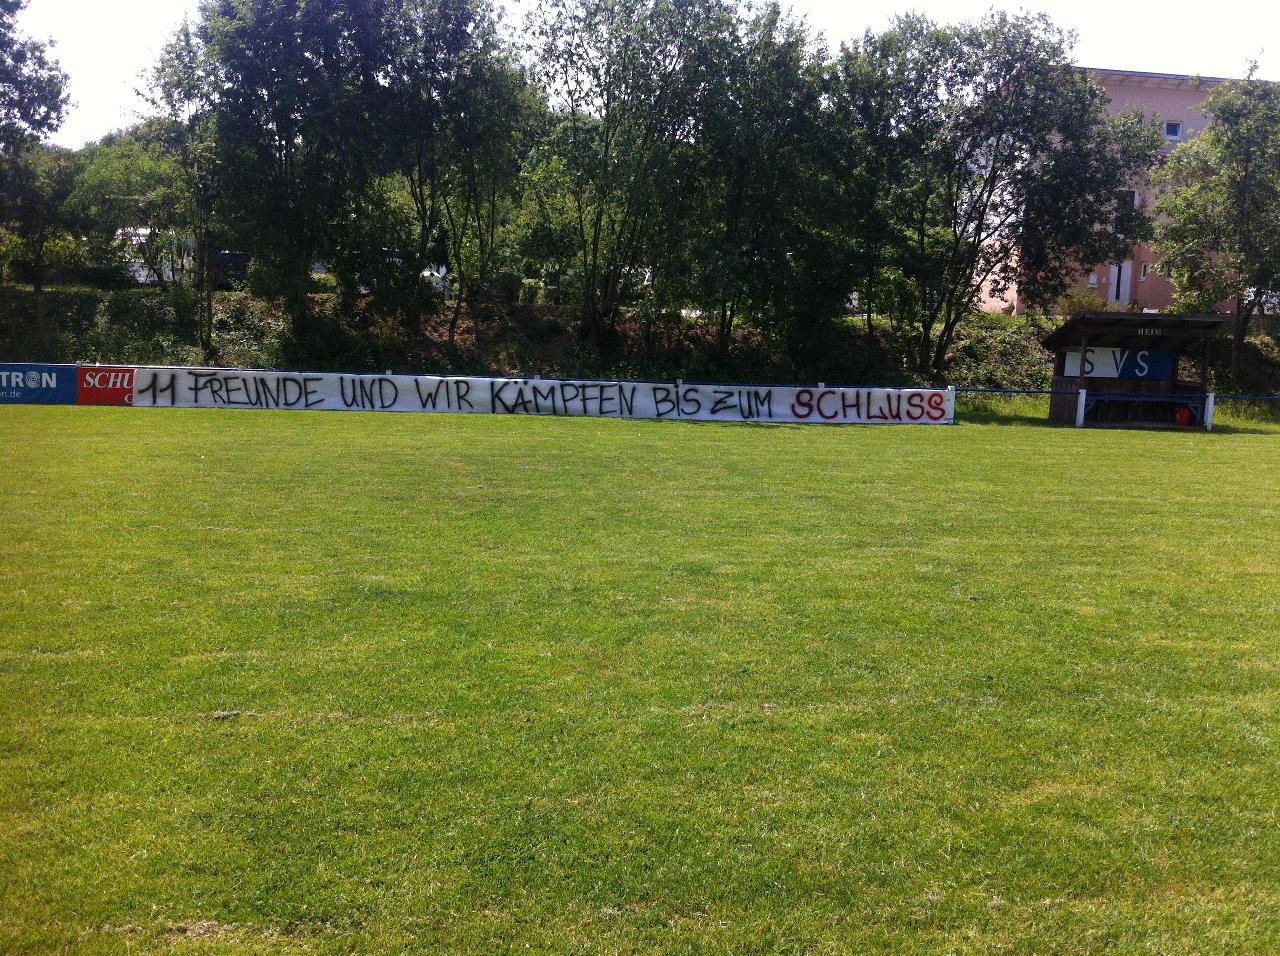 TRON
SCHU
11 FREUNDE UND WIR KÄMPFEN BIS ZUM SCHLUSS
HEIM
SVS